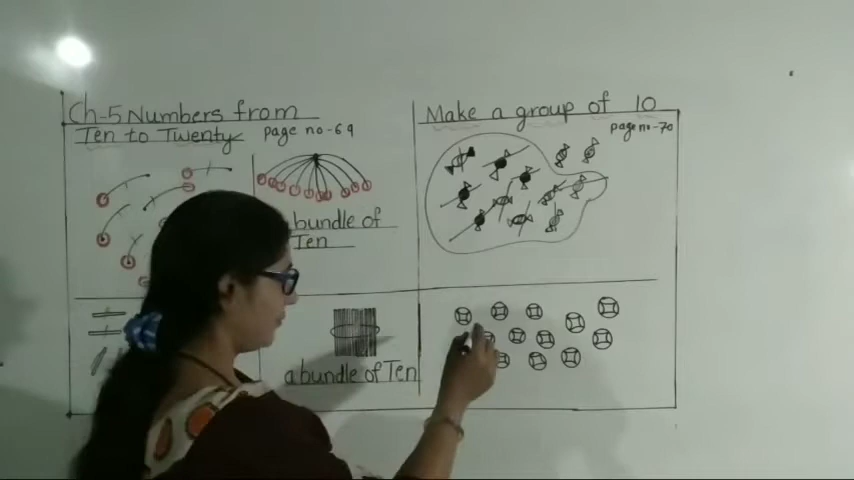 Ch-5 Numbers from
Ten to Twenty page no-69
a bundle of
Ten
a bundle of Ten
Make a group of 10
page no-70